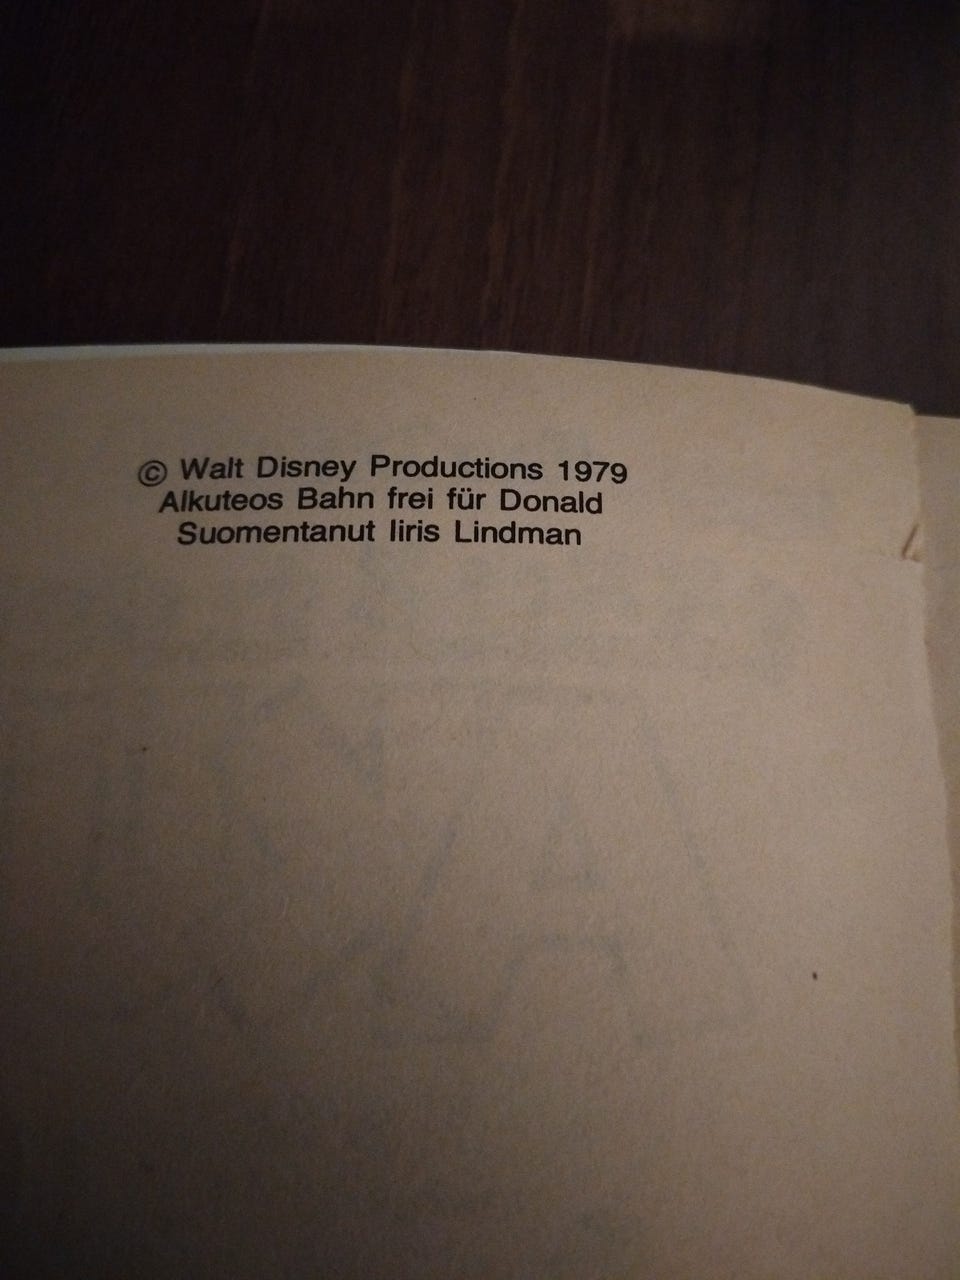 © Walt Disney Productions 1979
Alkuteos Bahn frei für Donald
Suomentanut Iiris Lindman